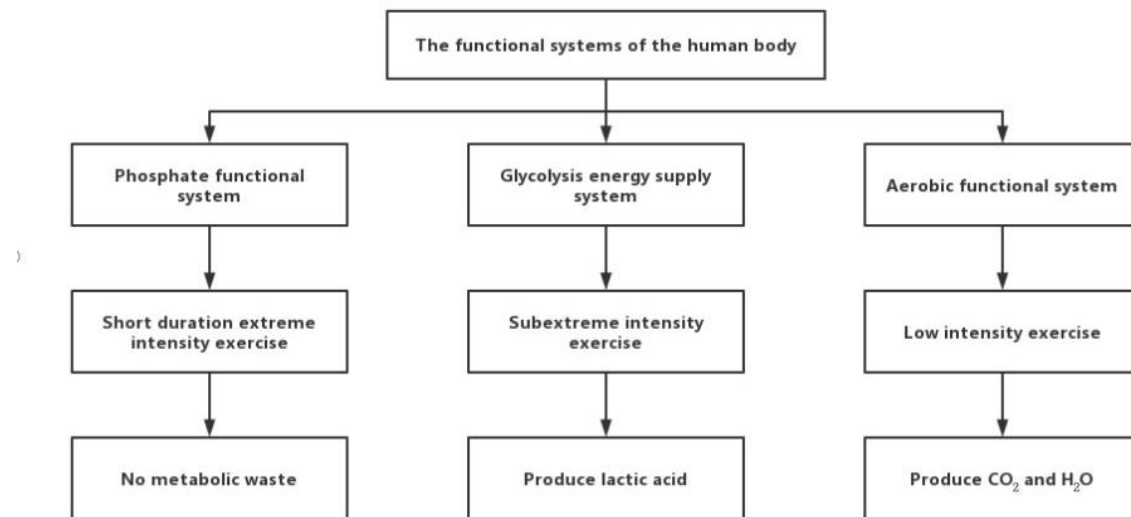 The functional systems of the human body
Phosphate functional
system
Glycolysis energy supply
system
Aerobic functional system
)
Short duration extreme
intensity exercise
Subextreme intensity
exercise
Low intensity exercise
No metabolic waste
Produce lactic acid
Produce CO₂ and H₂O